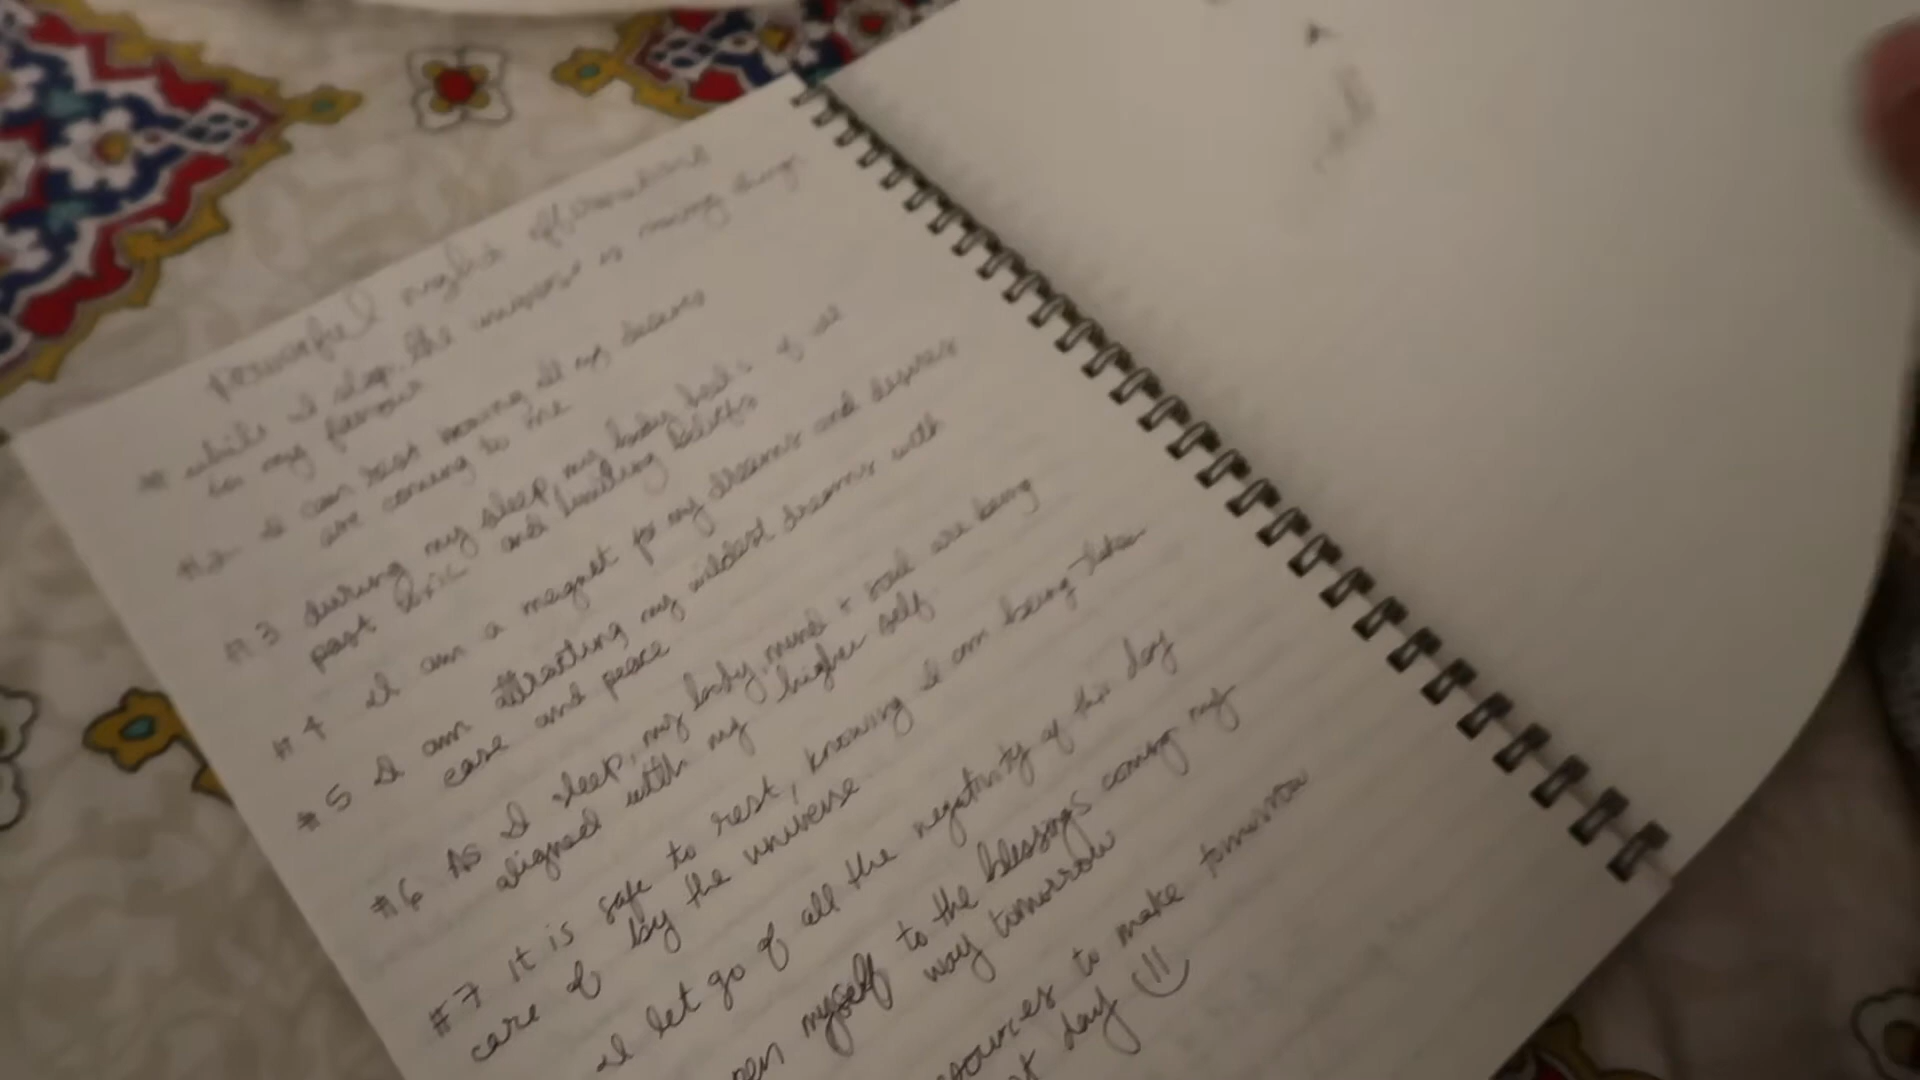 Powerful night affirmations
while I sleep, the universe is moving things
in my favour
#2 I can rest knowing all my desires
are coming to me
#3 during my sleep, my body heals of all
past toxic and limiting beliefs
#4 I am a magnet for my dreams and desires
#5 I am attracting my wildest dreams with
ease and peace
#6 As I sleep, my body, mind + soul are being
aligned with my higher self
#7 It is safe to rest, knowing I am being taken
care of by the universe
I let go of all the negativity of this day
myself to the blessings coming my
way tomorrow
to make tomorrow
day